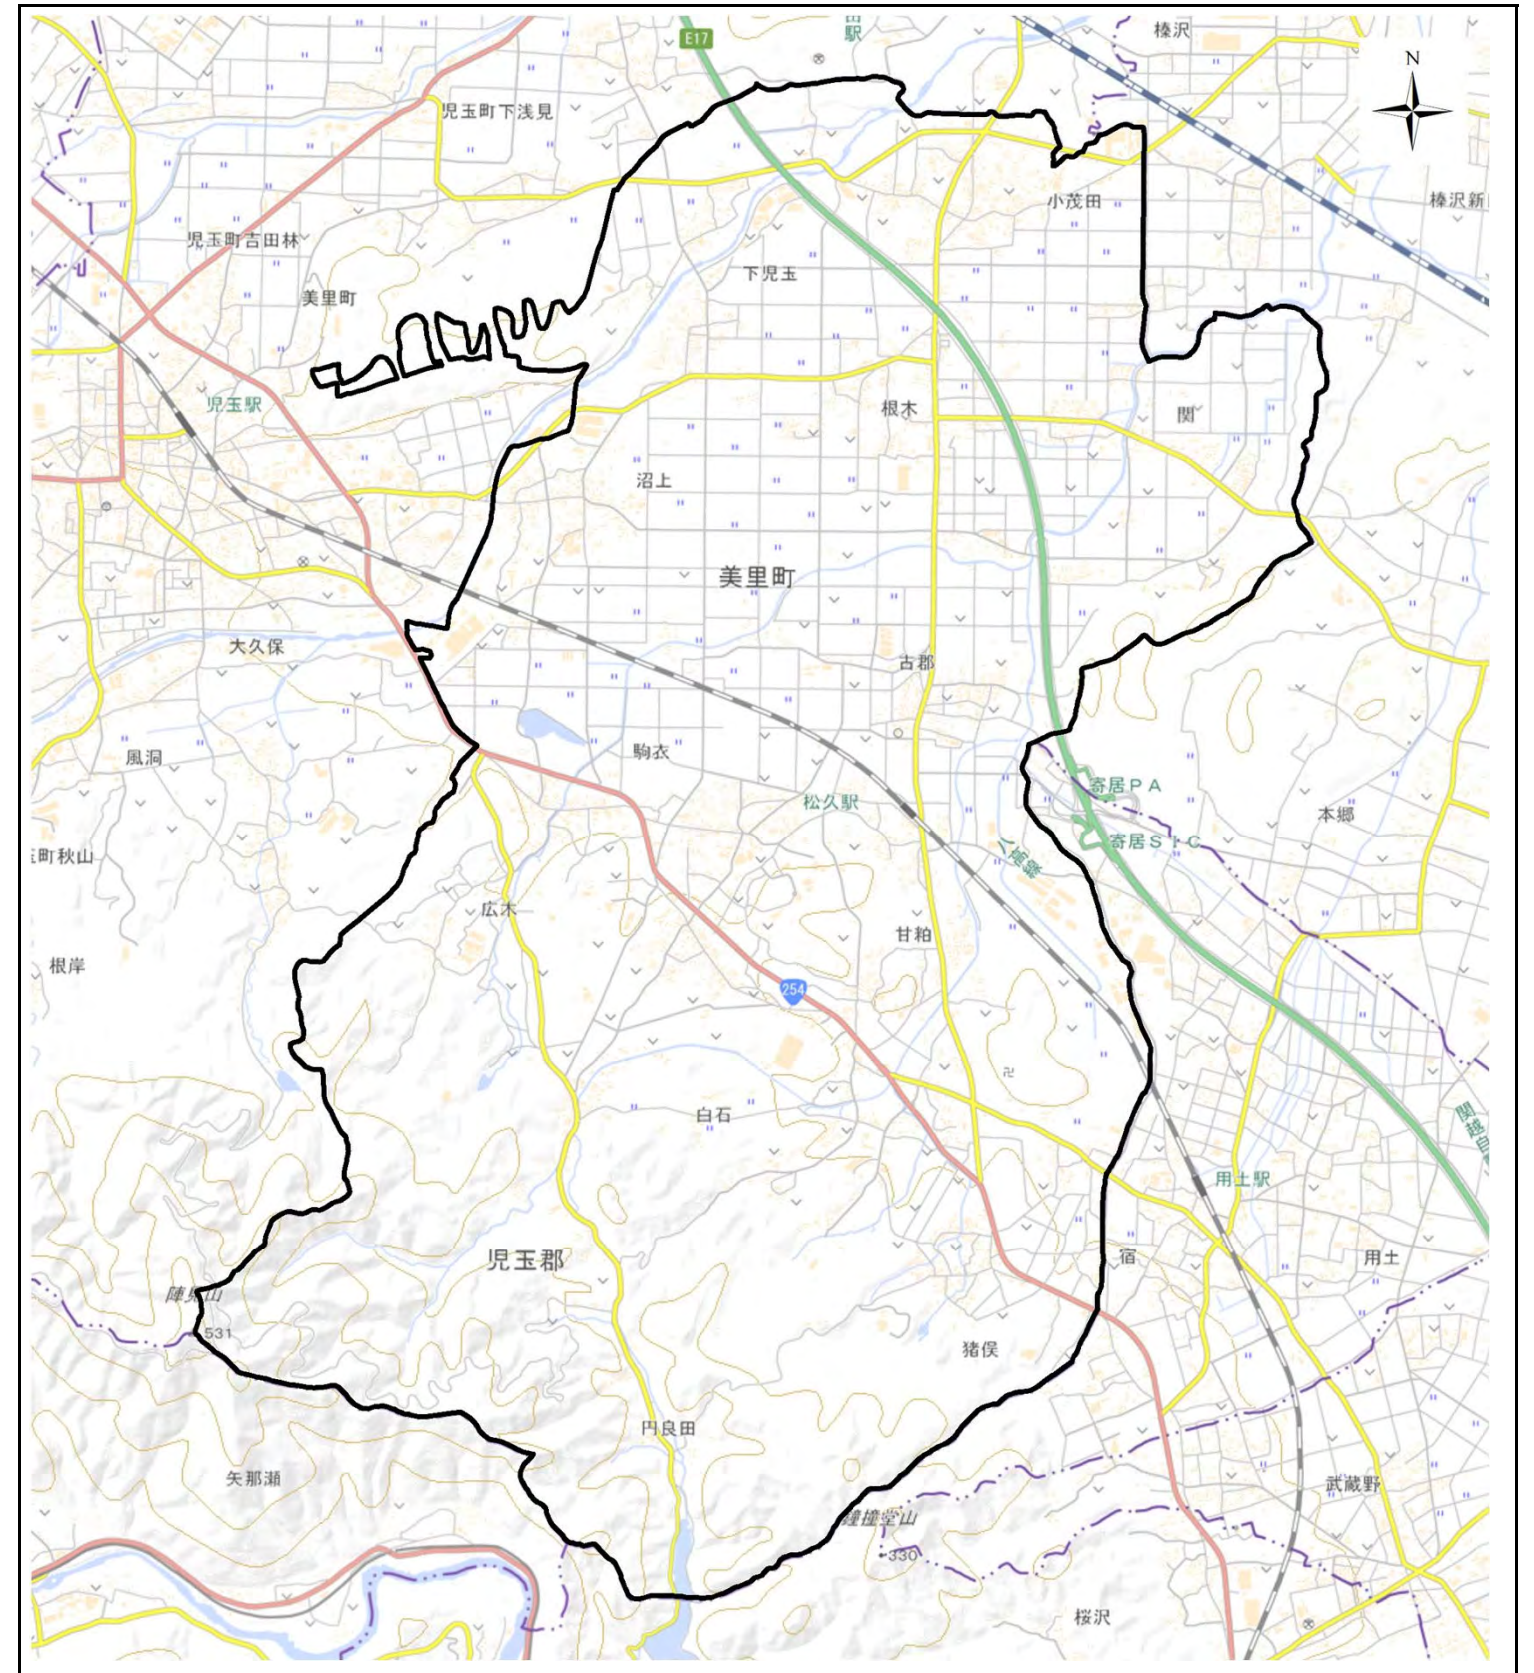 E17
田
駅
榛沢
N
児玉町下浅見
小茂田
榛沢新
児玉町吉田林
下児玉
美里町
児玉駅
根木
関
沼上
美里町
大久保
古郡
風洞
駒衣
寄居PA
松久駅
本郷
寄居SIC
玉町秋山
八高線
広木
甘粕
根岸
254
白石
関越自
用土駅
児玉郡
宿
用土
陣見山
531
猪俣
円良田
矢那瀬
武蔵野
鐘撞堂山
330
桜沢